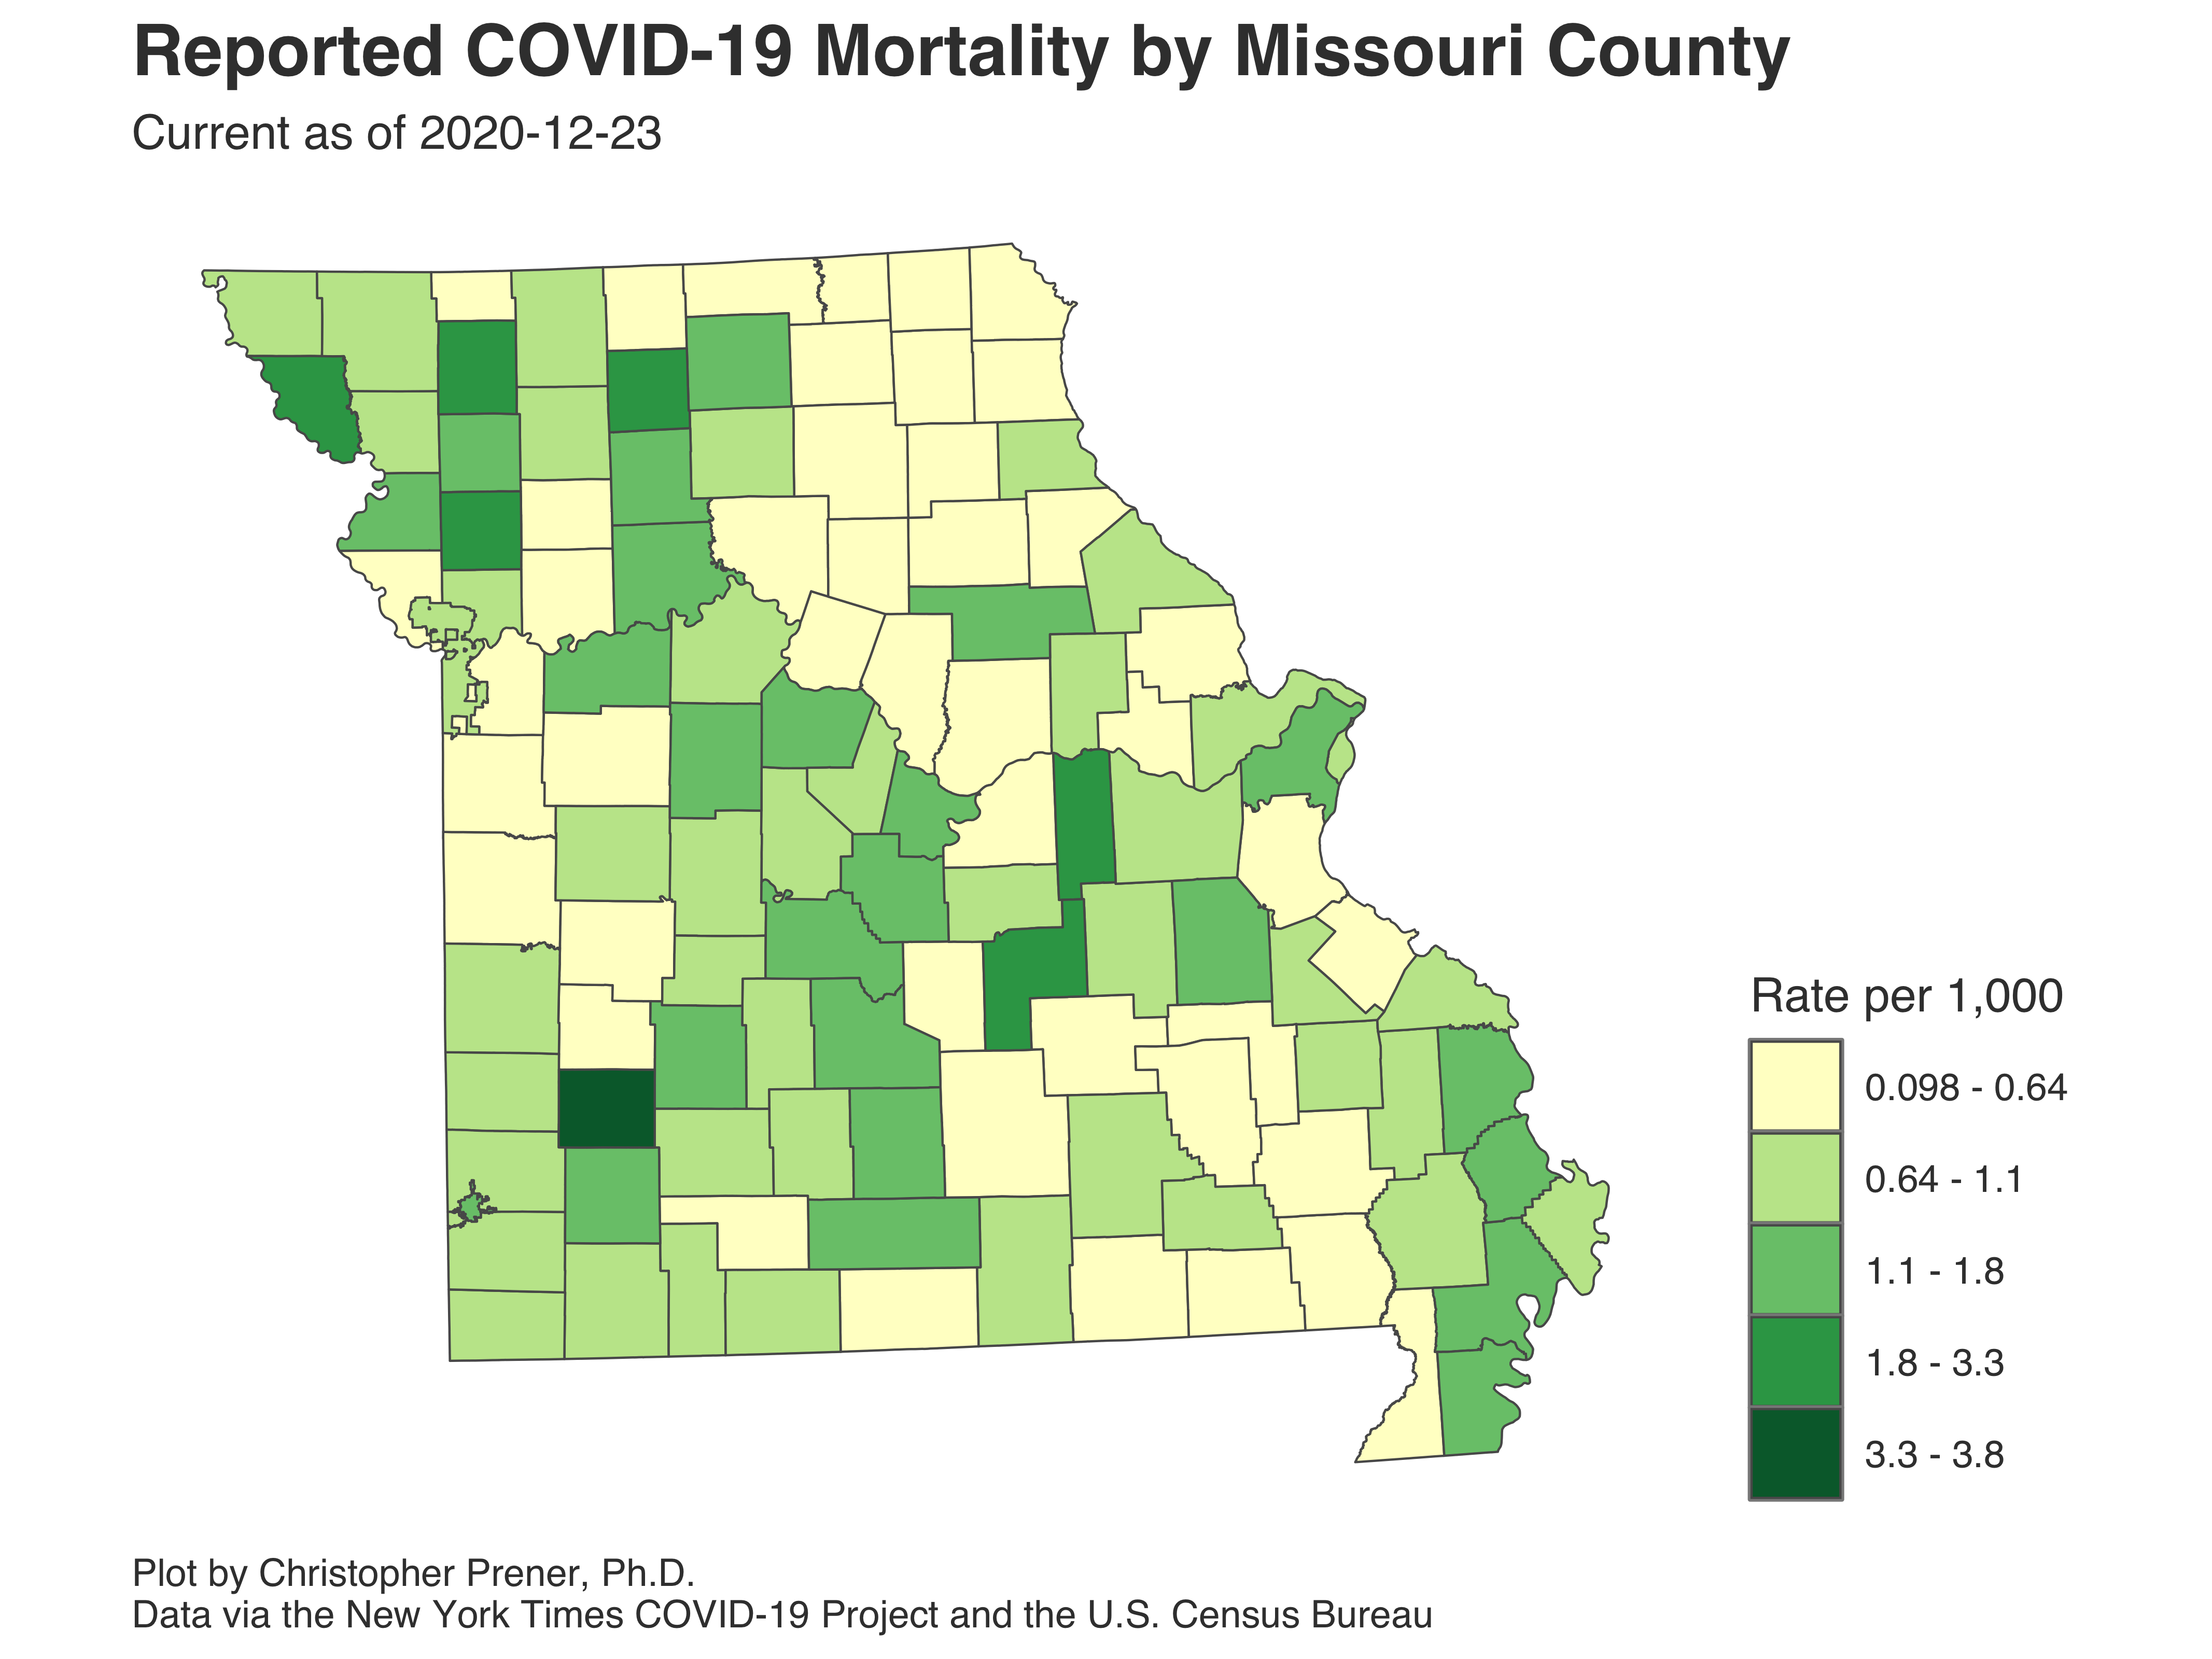 Reported COVID-19 Mortality by Missouri County
Current as of 2020-12-23
Rate per 1,000
0.098 - 0.64
0.64 - 1.1
1.1 - 1.8
1.8 - 3.3
3.3 - 3.8
Plot by Christopher Prener, Ph.D.
Data via the New York Times COVID-19 Project and the U.S. Census Bureau